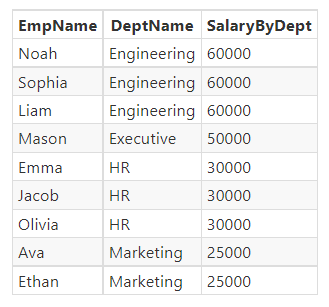 EmpName DeptName SalaryByDept
Noah Engineering 60000
Sophia Engineering 60000
Liam Engineering 60000
Mason Executive 50000
Emma HR 30000
Jacob HR 30000
Olivia HR 30000
Ava Marketing 25000
Ethan Marketing 25000